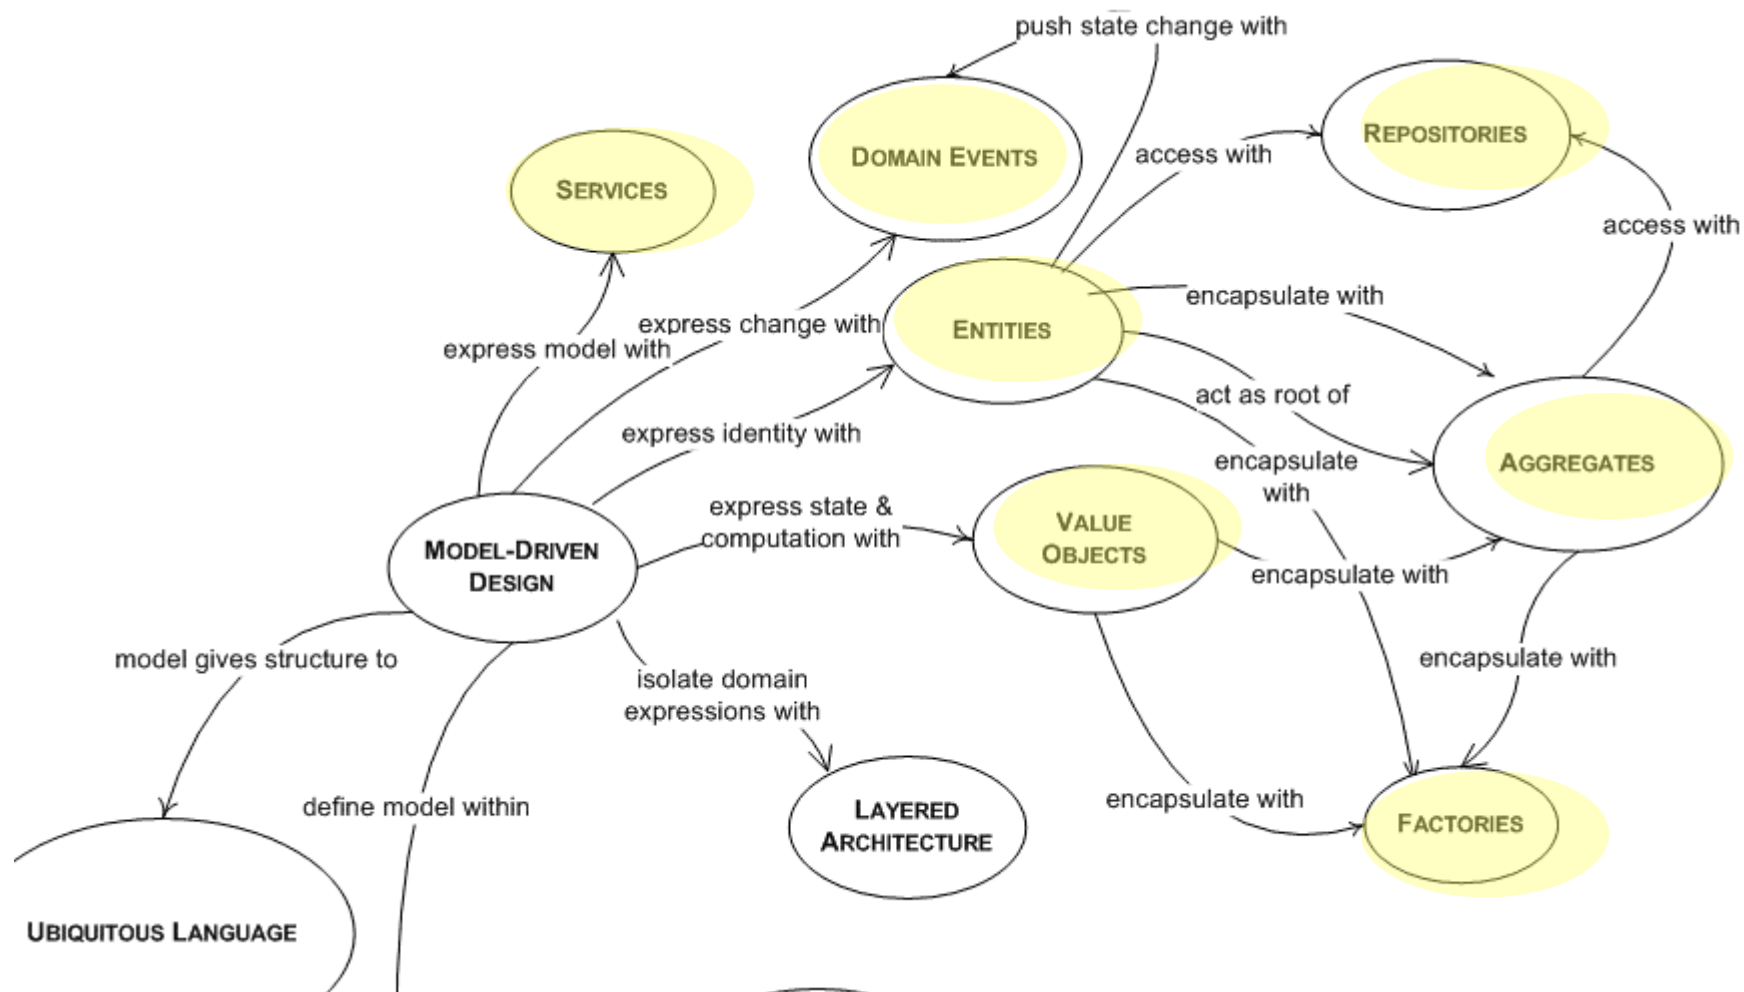 push state change with
DOMAIN EVENTS
REPOSITORIES
access with
SERVICES
access with
encapsulate with
express change with
ENTITIES
express model with
act as root of
express identity with
encapsulate
with
AGGREGATES
express state &
computation with
VALUE
OBJECTS
MODEL-DRIVEN
DESIGN
encapsulate with
model gives structure to
encapsulate with
isolate domain
expressions with
define model within
encapsulate with
LAYERED
ARCHITECTURE
FACTORIES
UBIQUITOUS LANGUAGE